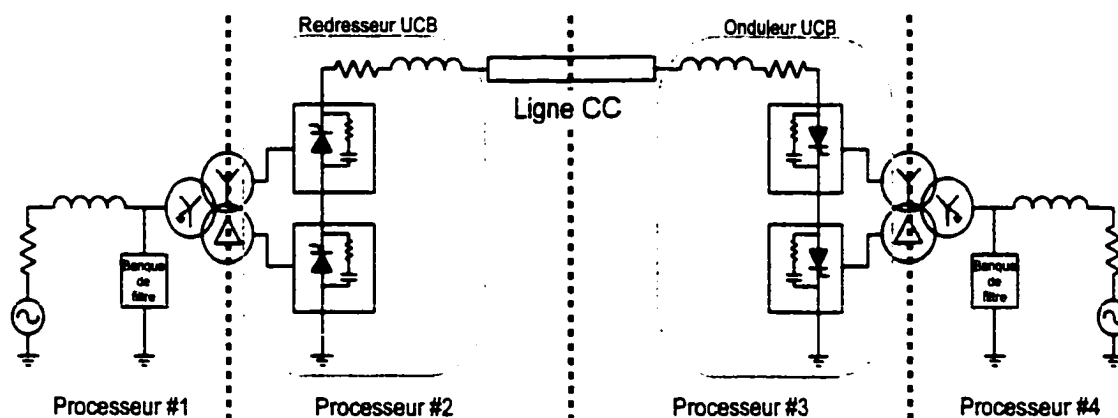 Redresseur UCB
Onduleur UCB
Ligne CC
Banque
de
filtre
Banque
de
filtre
Processeur #1
Processeur #2
Processeur #3
Processeur #4